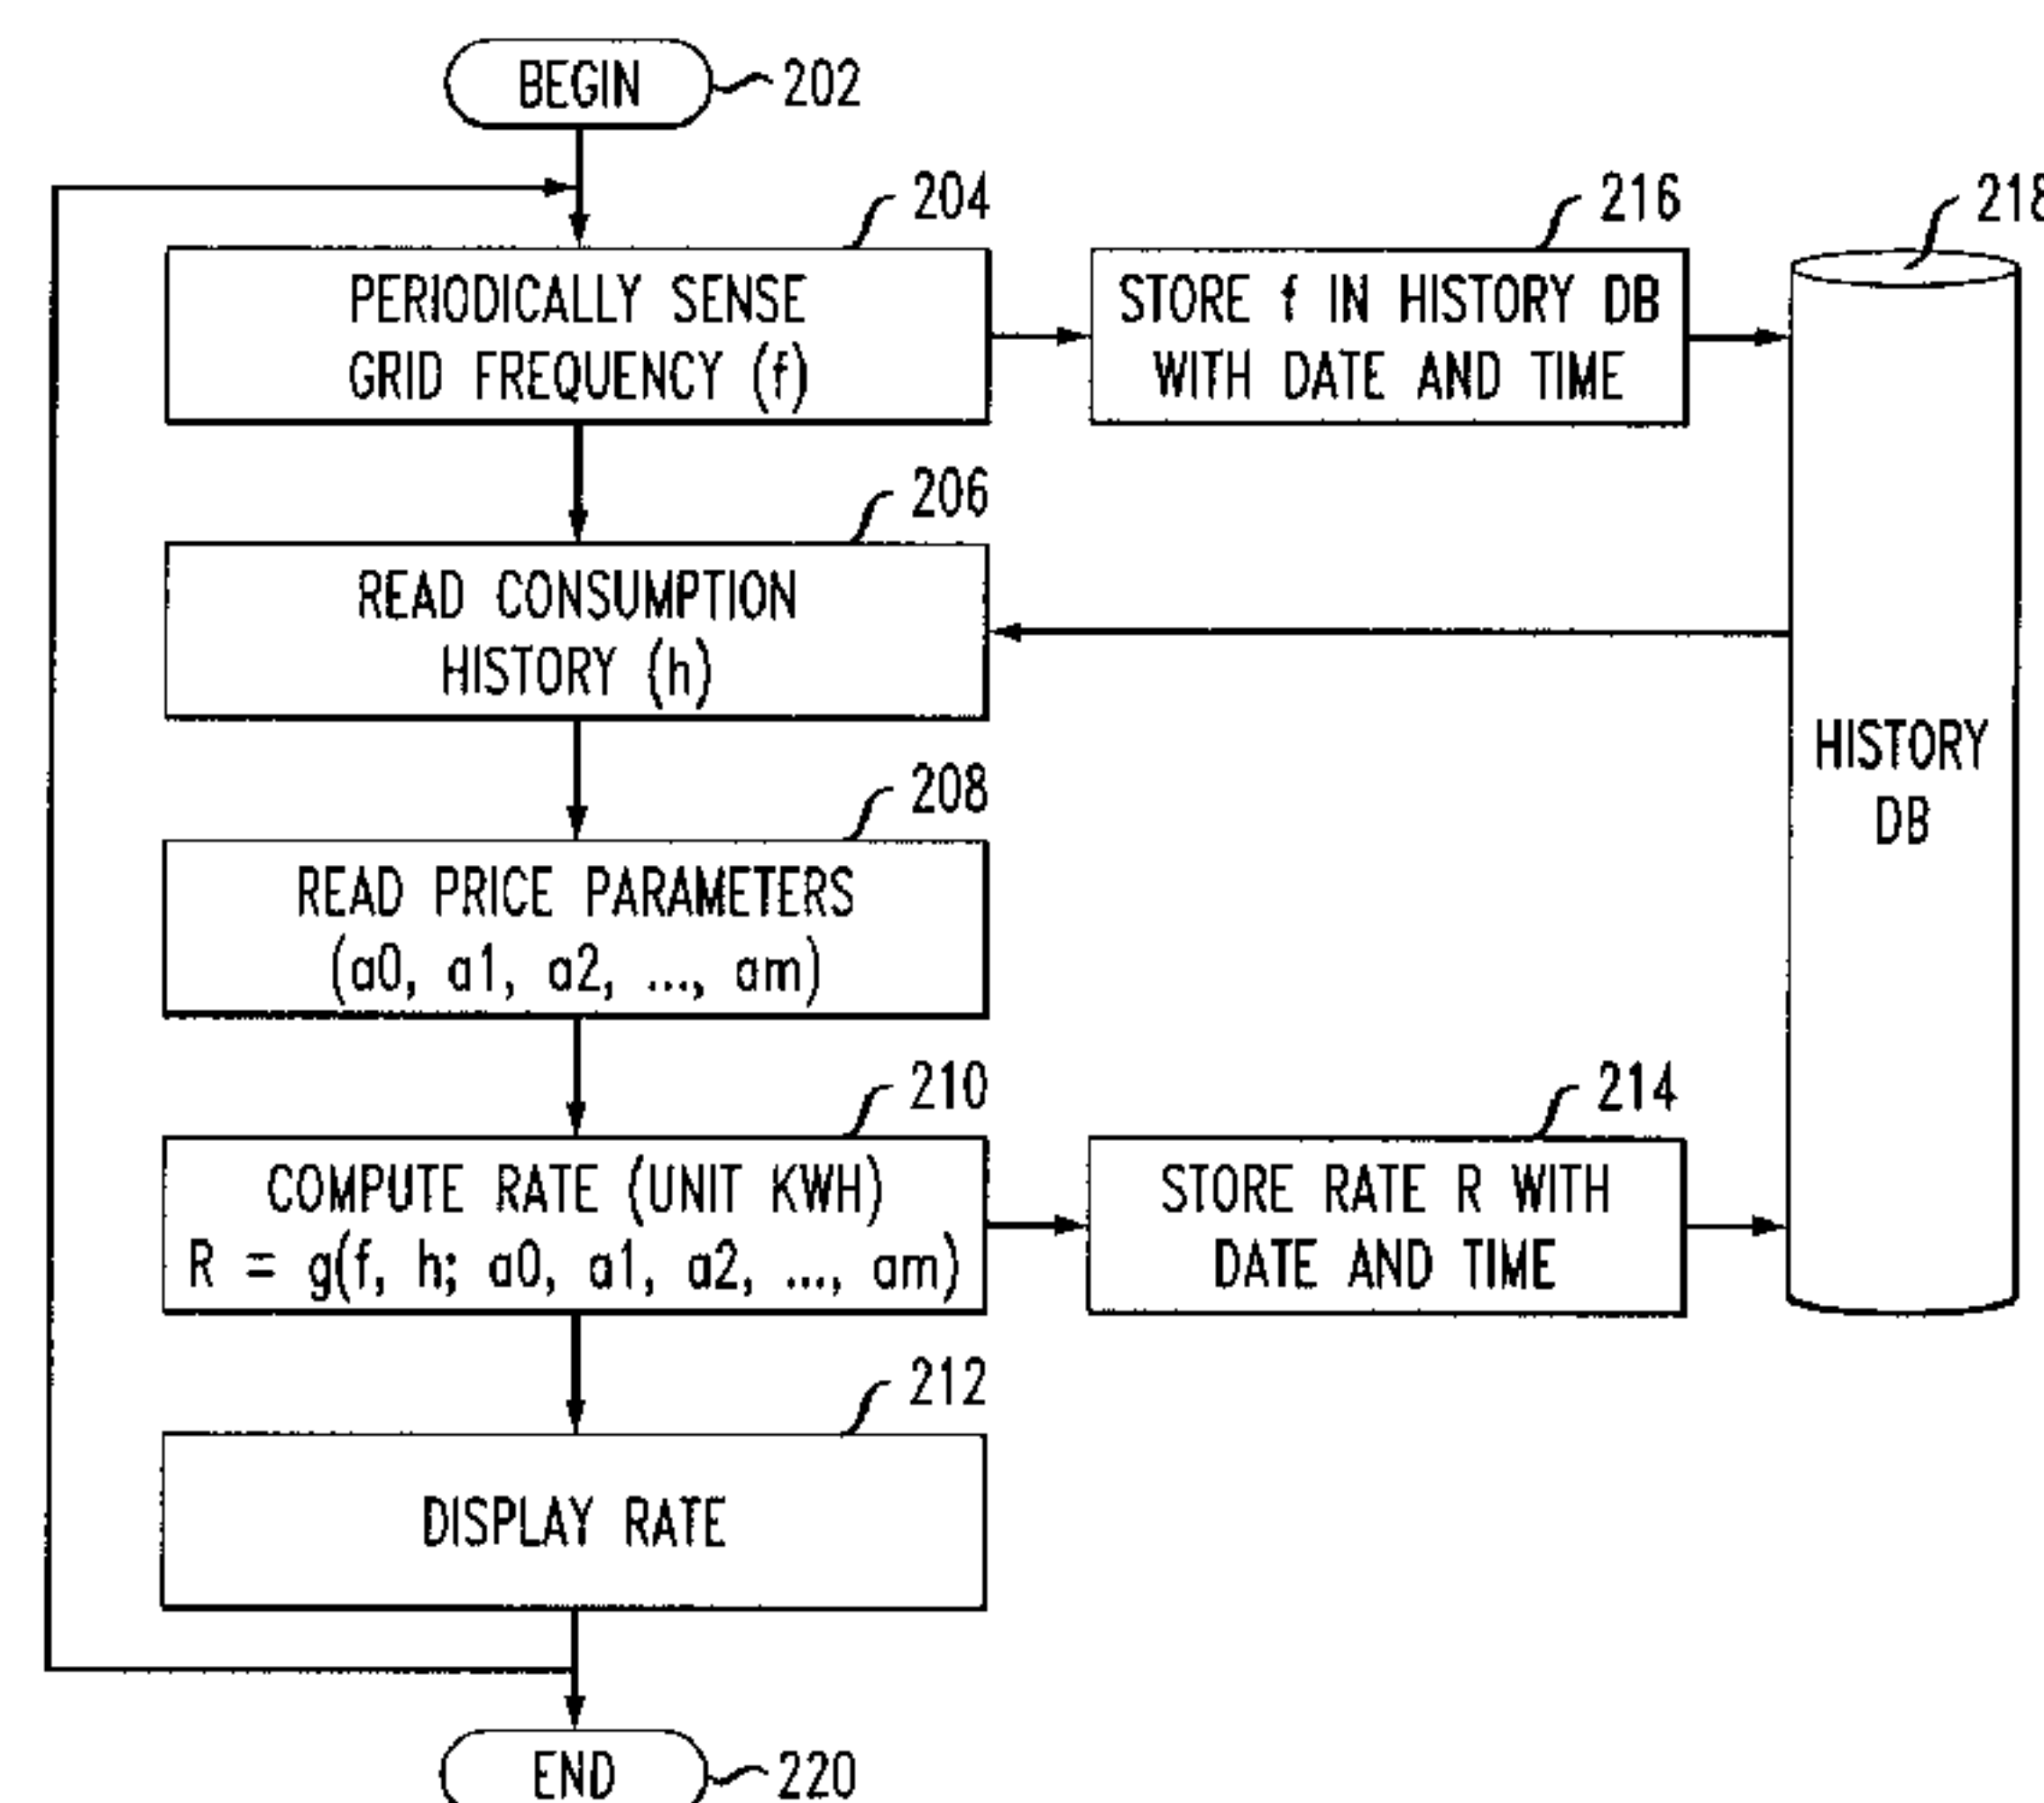 BEGIN
202
204
PERIODICALLY SENSE
GRID FREQUENCY (f)
216
STORE f IN HISTORY DB
WITH DATE AND TIME
218
206
READ CONSUMPTION
HISTORY (h)
HISTORY
DB
208
READ PRICE PARAMETERS
(a0, a1, a2, ..., am)
210
COMPUTE RATE (UNIT KWH)
R = g(f, h; a0, a1, a2, ..., am)
214
STORE RATE R WITH
DATE AND TIME
212
DISPLAY RATE
END
220